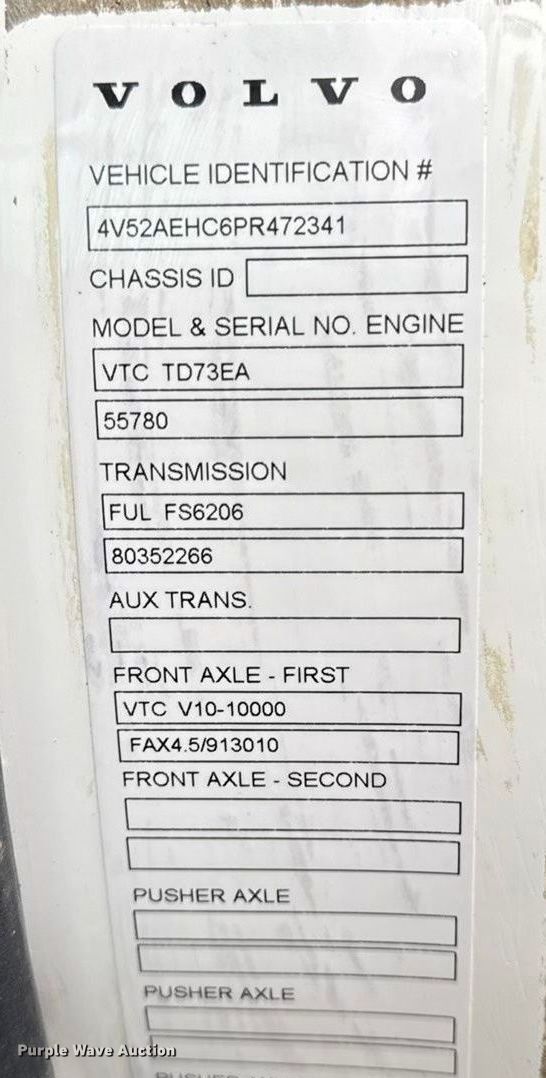 VOLVO
VEHICLE IDENTIFICATION #
4V52AEHC6PR472341
CHASSIS ID
MODEL & SERIAL NO. ENGINE
VTC TD73EA
55780
TRANSMISSION
FUL FS6206
80352266
AUX TRANS.
FRONT AXLE - FIRST
VTC V10-10000
FAX4.5/913010
FRONT AXLE - SECOND
PUSHER AXLE
PUSHER AXLE
Purple Wave Auction